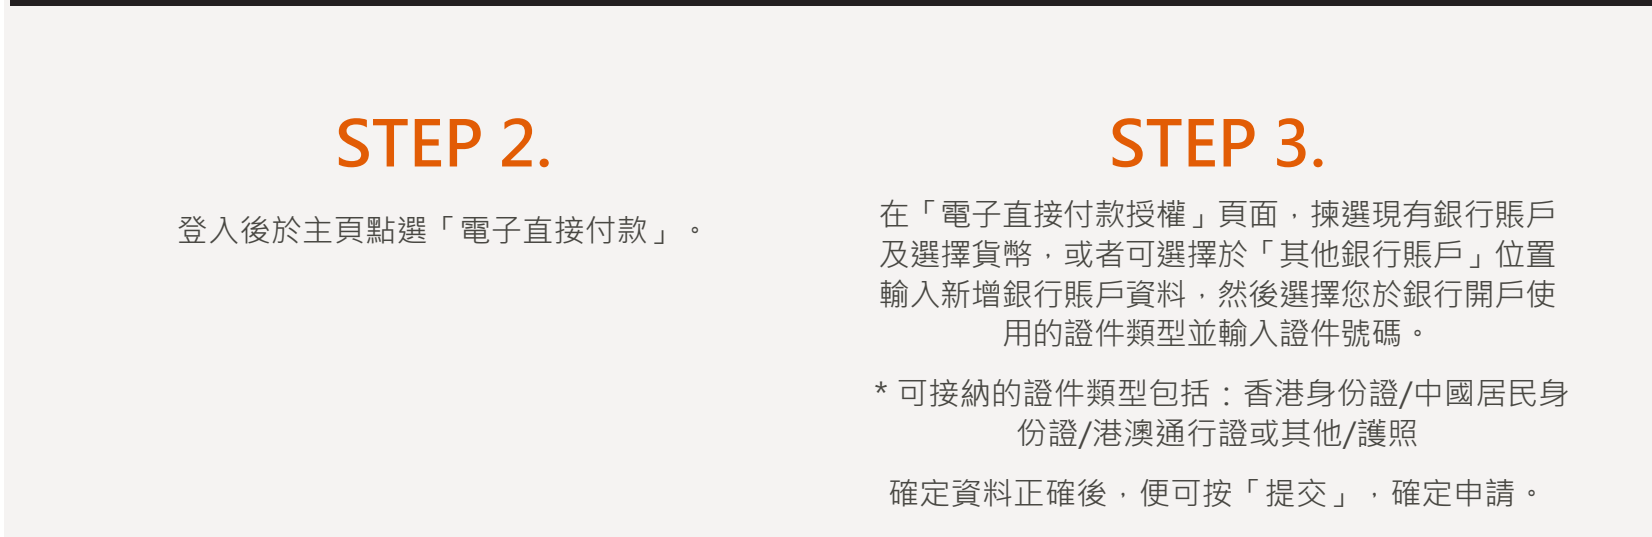 STEP 2.
登入後於主頁點選「電子直接付款」。
STEP 3.
在「電子直接付款授權」頁面，揀選現有銀行賬戶
及選擇貨幣，或者可選擇於「其他銀行賬戶」位置
輸入新增銀行賬戶資料，然後選擇您於銀行開戶使
用的證件類型並輸入證件號碼。
* 可接納的證件類型包括：香港身份證/中國居民身
份證/港澳通行證或其他/護照
確定資料正確後，便可按「提交」，確定申請。